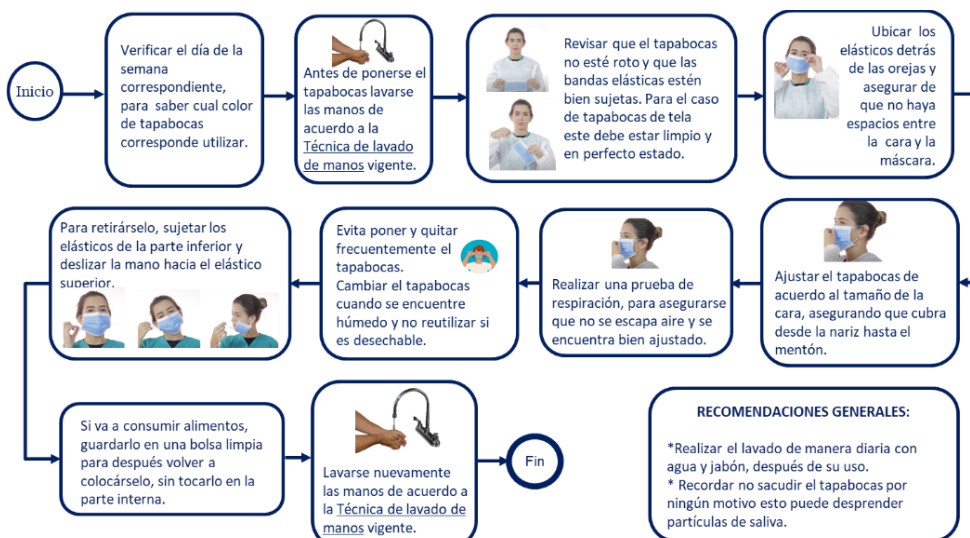 Inicio
Verificar el día de la
semana
correspondiente,
para saber cual color
de tapabocas
corresponde utilizar.
Antes de ponerse el
tapabocas lavarse
las manos de
acuerdo a la
Técnica de lavado
de manos vigente.
Revisar que el tapabocas
no esté roto y que las
bandas elásticas estén
bien sujetas. Para el caso
de tapabocas de tela
este debe estar limpio y
en perfecto estado.
Ubicar los
elásticos detrás
de las orejas y
asegurar de
que no haya
espacios entre
la cara y la
máscara.
Ajustar el tapabocas de
acuerdo al tamaño de la
cara, asegurando que cubra
desde la nariz hasta el
mentón.
Realizar una prueba de
respiración, para asegurarse
que no se escapa aire y se
encuentra bien ajustado.
Evita poner y quitar
frecuentemente el
tapabocas.
Cambiar el tapabocas
cuando se encuentre
húmedo y no reutilizar si
es desechable.
Para retirárselo, sujetar los
elásticos de la parte inferior y
deslizar la mano hacia el elástico
superior.
Si va a consumir alimentos,
guardarlo en una bolsa limpia
para después volver a
colocárselo, sin tocarlo en la
parte interna.
Lavarse nuevamente
las manos de acuerdo a
la Técnica de lavado de
manos vigente.
Fin
RECOMENDACIONES GENERALES:
*Realizar el lavado de manera diaria con
agua y jabón, después de su uso.
* Recordar no sacudir el tapabocas por
ningún motivo esto puede desprender
partículas de saliva.